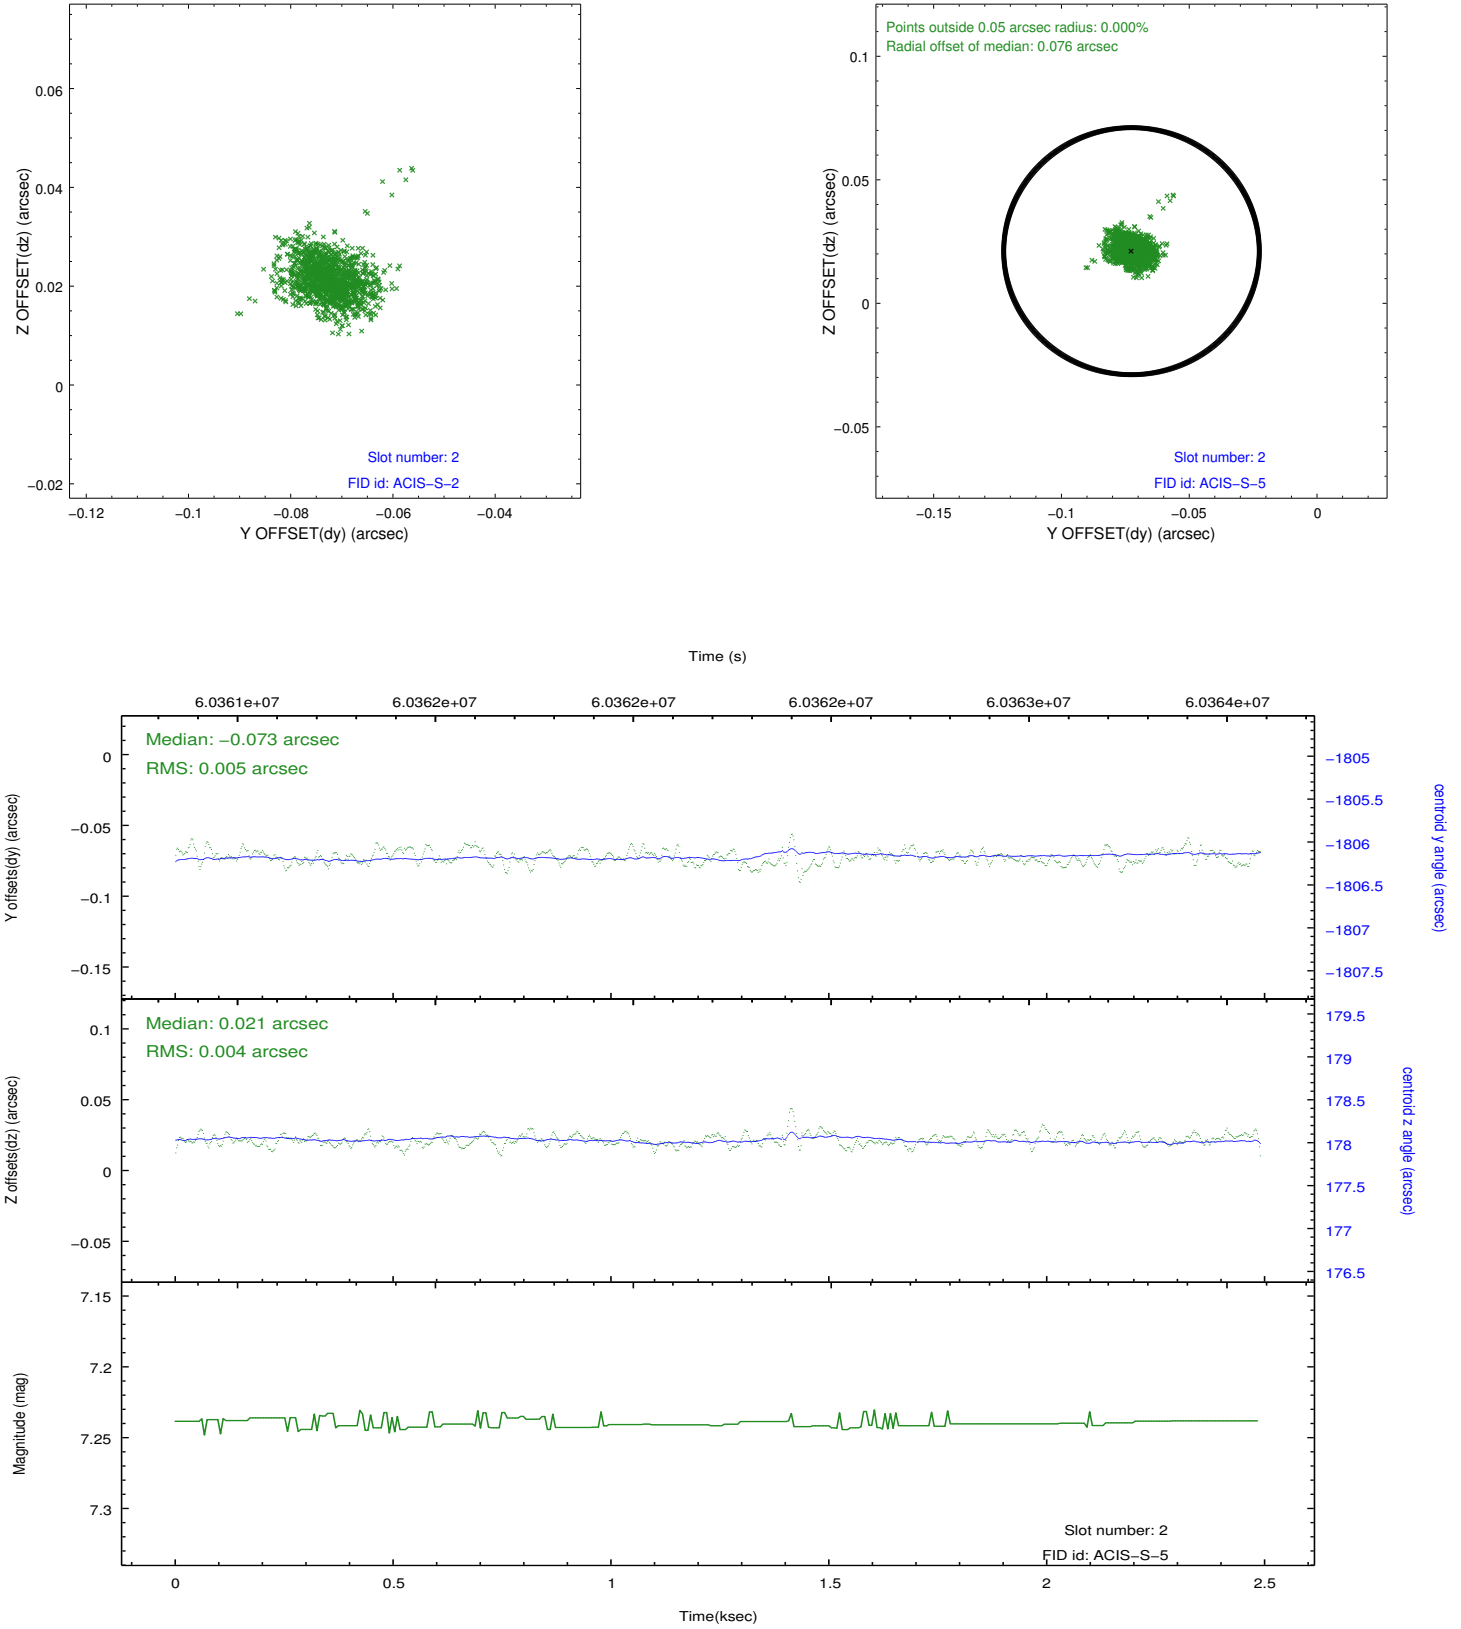 0.06
0.04
0.02
0
−0.02
Z OFFSET(dz) (arcsec)
Slot number: 2
FID id: ACIS−S−2
−0.12
−0.1
−0.08
−0.06
−0.04
Y OFFSET(dy) (arcsec)
Points outside 0.05 arcsec radius: 0.000%
Radial offset of median: 0.076 arcsec
0.1
0.05
0
−0.05
Z OFFSET(dz) (arcsec)
Slot number: 2
FID id: ACIS−S−5
−0.15
−0.1
−0.05
0
Y OFFSET(dy) (arcsec)
Time (s)
6.0361e+07
6.0362e+07
6.0362e+07
6.0362e+07
6.0363e+07
6.0364e+07
Median: −0.073 arcsec
RMS: 0.005 arcsec
0
−0.05
−0.1
−0.15
Y offsets(dy) (arcsec)
−1805
−1805.5
−1806
−1806.5
−1807
−1807.5
centroid y angle (arcsec)
Median: 0.021 arcsec
RMS: 0.004 arcsec
0.1
0.05
0
−0.05
Z offsets(dz) (arcsec)
179.5
179
178.5
178
177.5
177
176.5
centroid z angle (arcsec)
7.15
7.2
7.25
7.3
Magnitude (mag)
Slot number: 2
FID id: ACIS−S−5
0
0.5
1
1.5
2
2.5
Time(ksec)